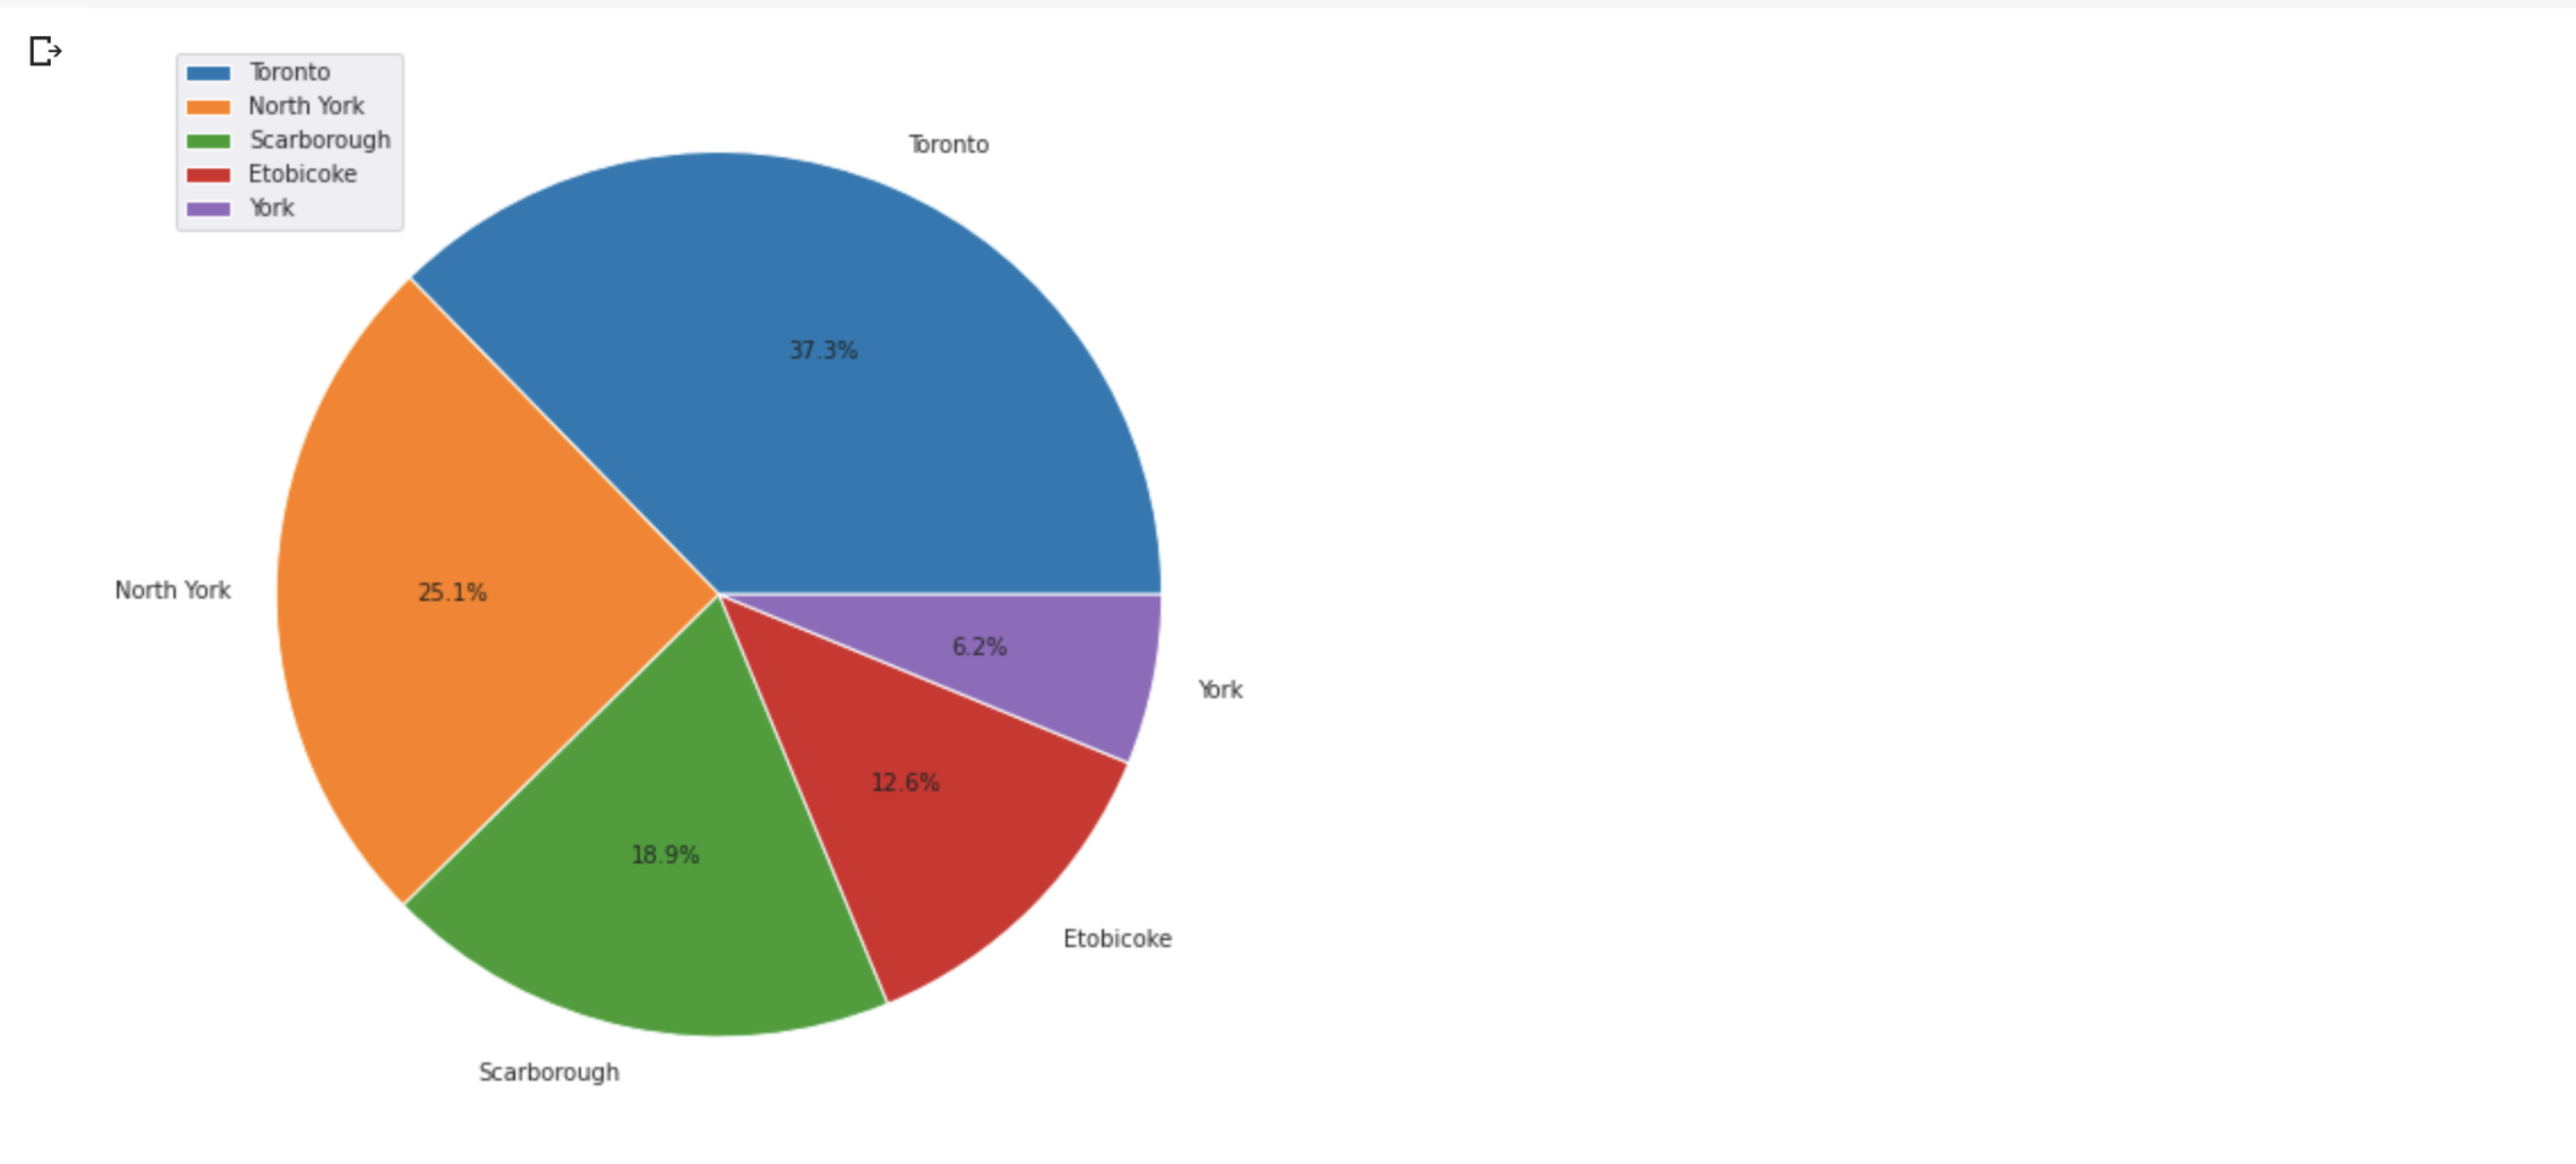 Toronto
North York
Scarborough
Etobicoke
York
Toronto
37.3%
North York
25.1%
6.2%
York
12.6%
18.9%
Etobicoke
Scarborough